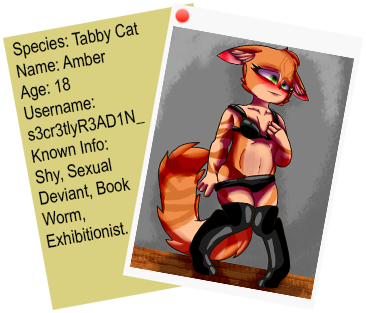 Species: Tabby Cat
Name: Amber
Age: 18
Username:
s3cr3tlyR3AD1N_
Known Info:
Shy, Sexual
Deviant, Book
Worm,
Exhibitionist.